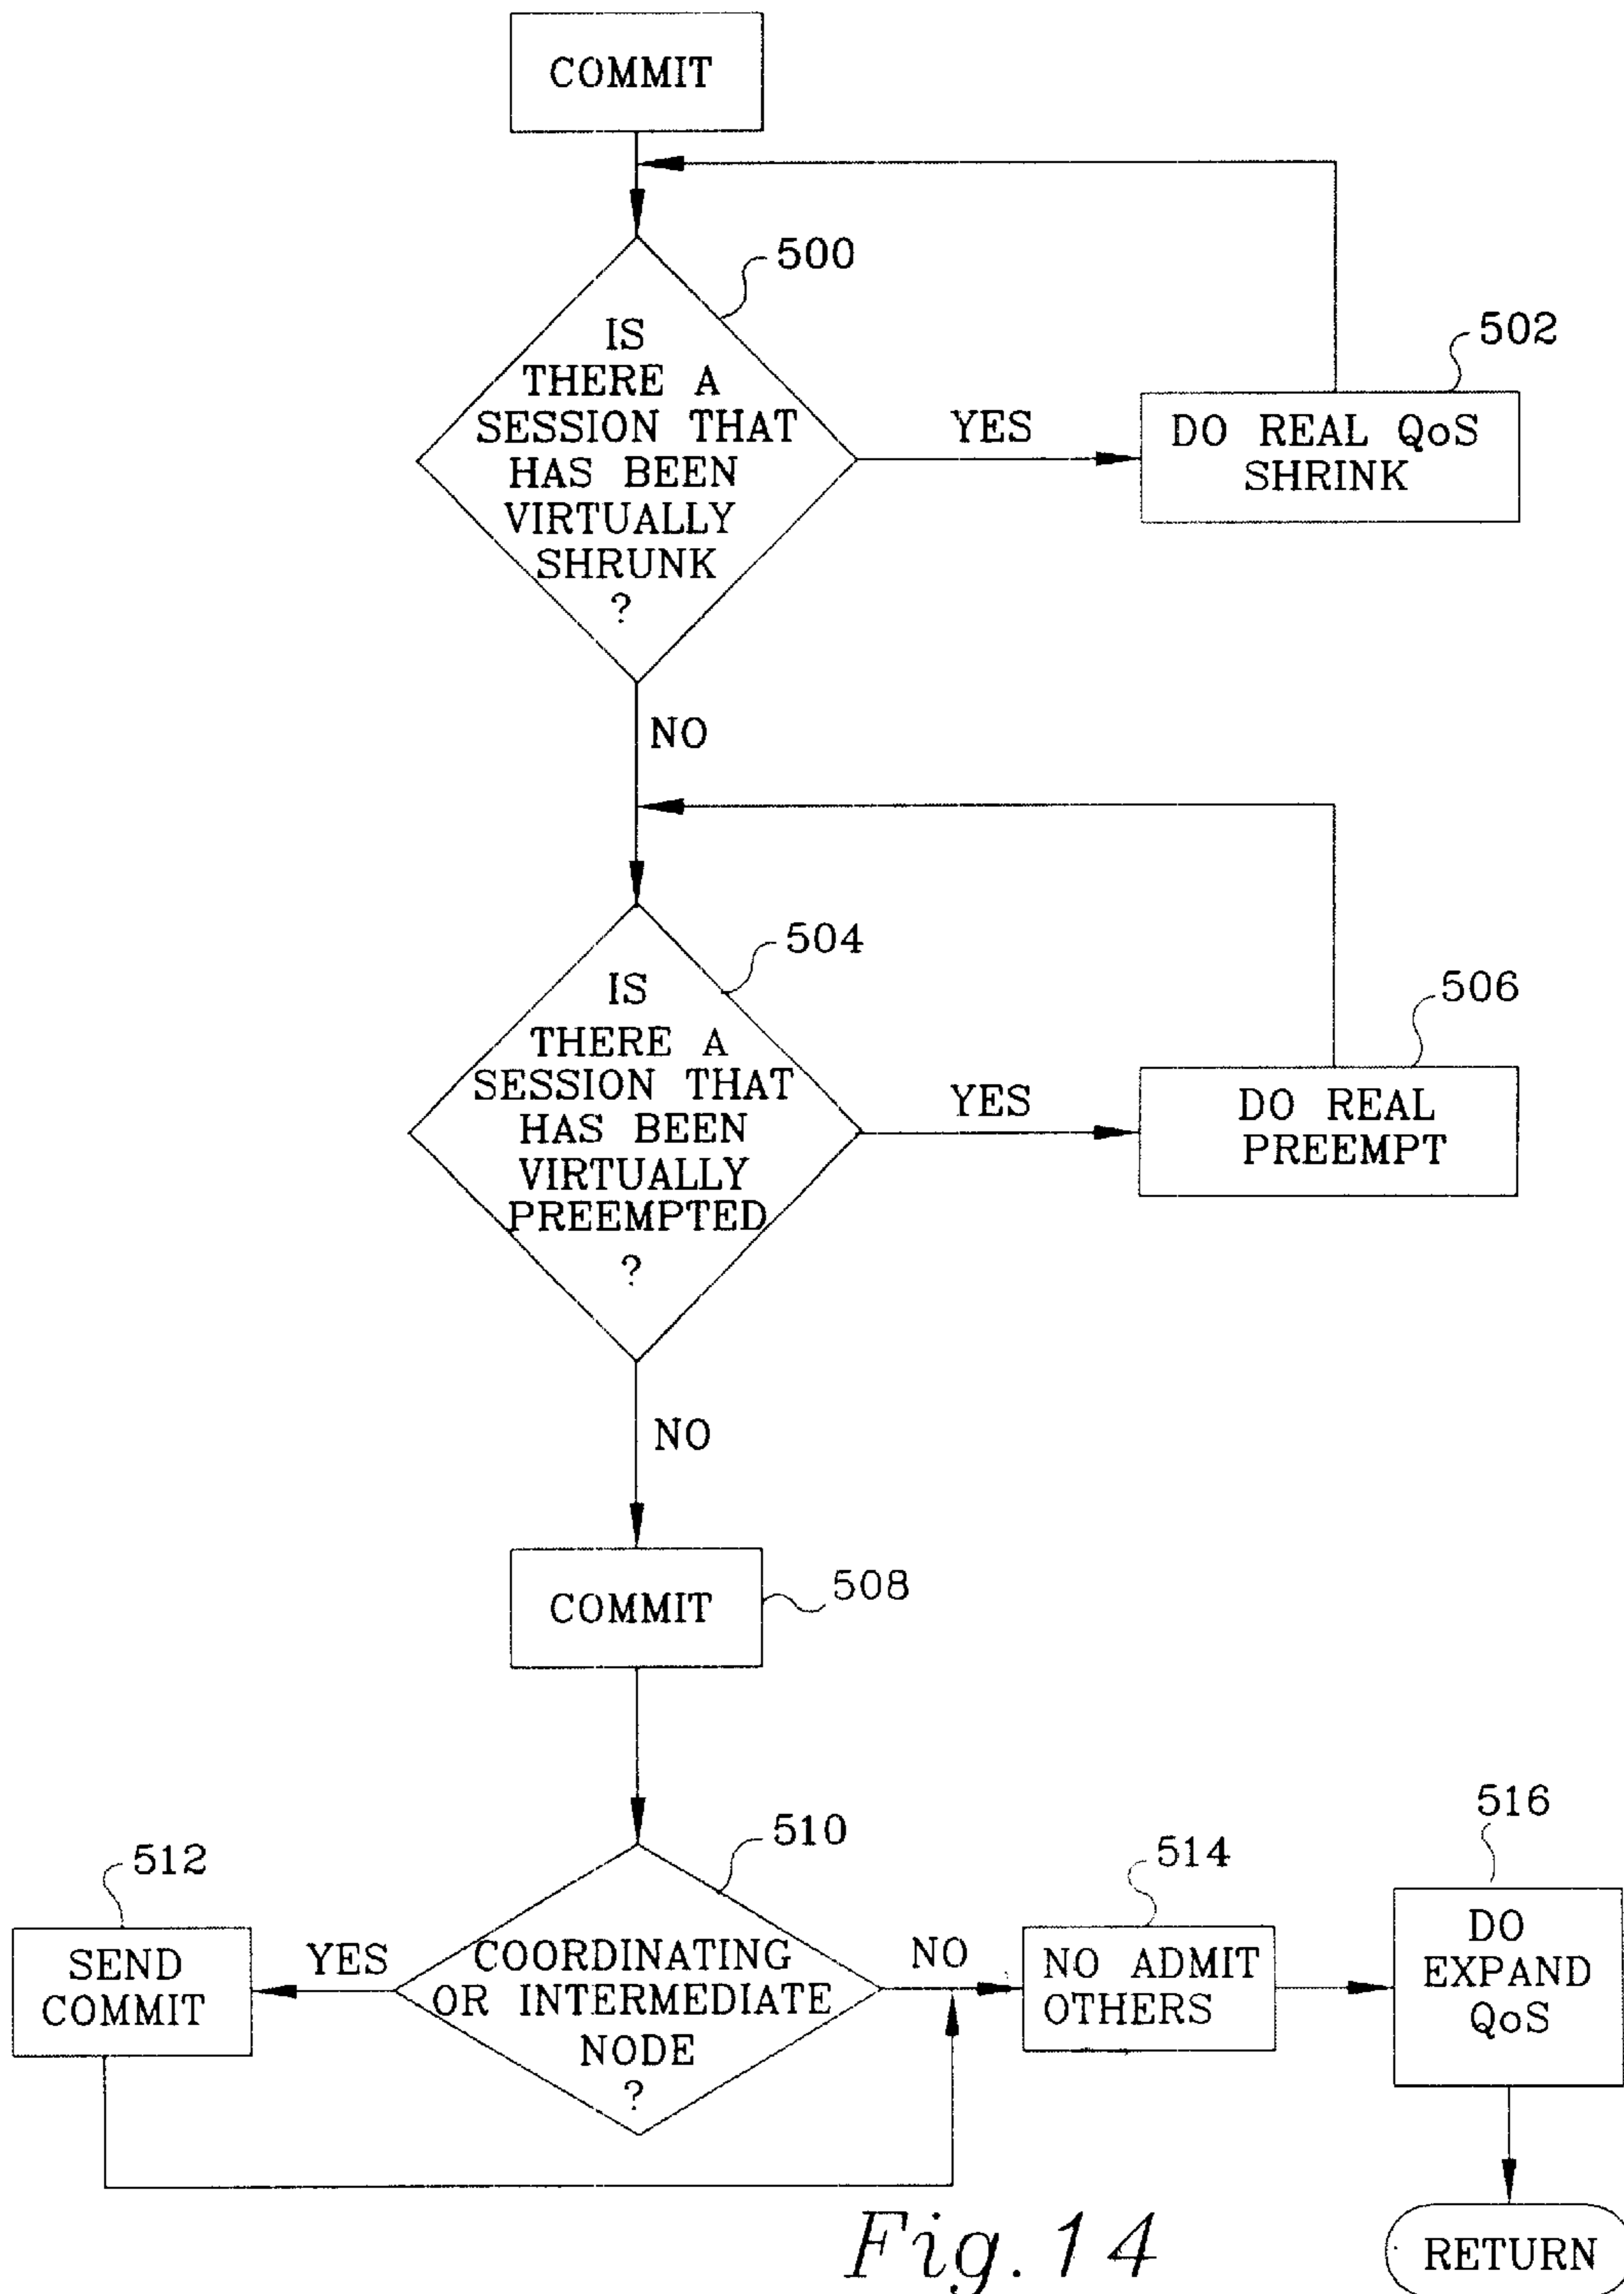 COMMIT
500
IS
THERE A
SESSION THAT
HAS BEEN
VIRTUALLY
SHRUNK
?
YES
502
DO REAL QoS
SHRINK
NO
504
IS
THERE A
SESSION THAT
HAS BEEN
VIRTUALLY
PREEMPTED
?
YES
506
DO REAL
PREEMPT
NO
COMMIT
508
510
COORDINATING
OR INTERMEDIATE
NODE
?
YES
512
SEND
COMMIT
NO
514
NO ADMIT
OTHERS
516
DO
EXPAND
QoS
RETURN
Fig. 14